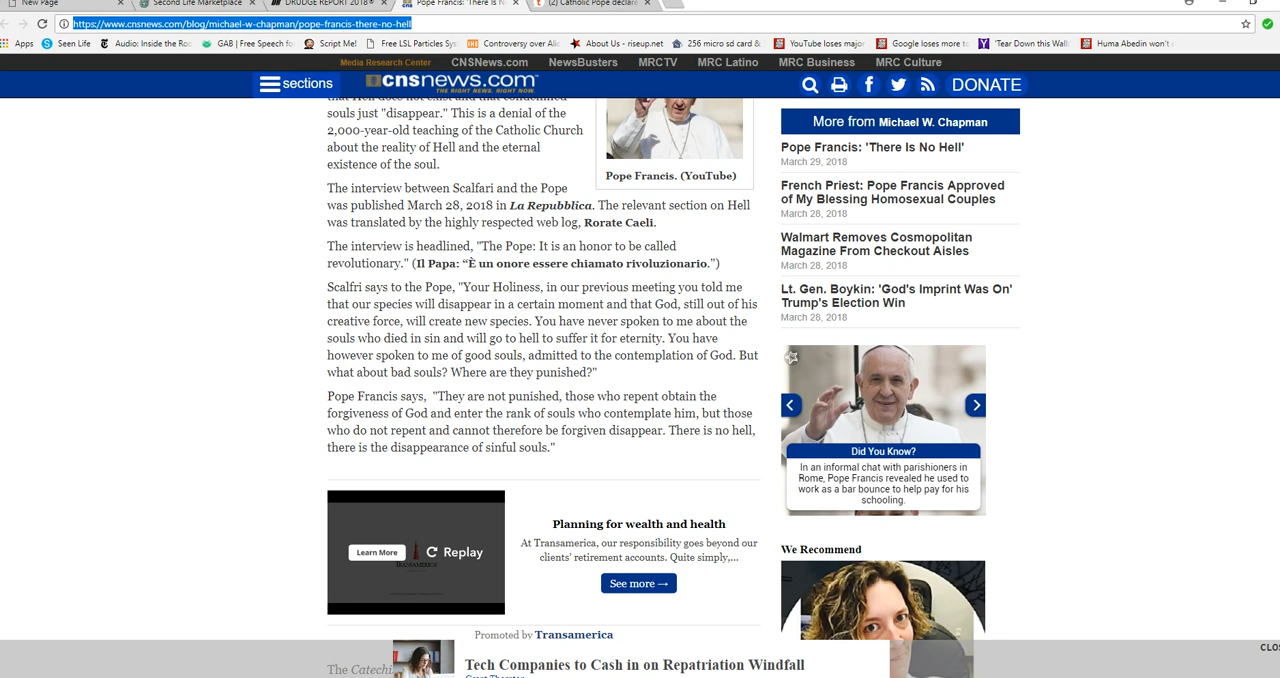 New Page
Second Life Marketplace
DRUDGE REPORT 2018®
Pope Francis: 'There Is N
(2) Catholic Pope declare
https://www.cnsnews.com/blog/michael-w-chapman/pope-francis-there-no-hell
Apps
Seen Life
Audio: Inside the Roc
GAB | Free Speech fo
Script Me!
Free LSL Particles Sy
Controversy over Ali
About Us - riseup.net
256 micro sd card &
YouTube loses major
Google loses more t
'Tear Down this Wall
Huma Abedin won't
Media Research Center
CNSNews.com
NewsBusters
MRCTV
MRC Latino
MRC Business
MRC Culture
sections
cnsnews.com
THE RIGHT NEWS. RIGHT NOW.
DONATE
that Hell does not exist and that condemned
souls just "disappear." This is a denial of the
2,000-year-old teaching of the Catholic Church
about the reality of Hell and the eternal
existence of the soul.
Pope Francis. (YouTube)
The interview between Scalfari and the Pope
was published March 28, 2018 in La Repubblica. The relevant section on Hell
was translated by the highly respected web log, Rorate Caeli.
The interview is headlined, "The Pope: It is an honor to be called
revolutionary." (Il Papa: “È un onore essere chiamato rivoluzionario.”)
Scalfri says to the Pope, "Your Holiness, in our previous meeting you told me
that our species will disappear in a certain moment and that God, still out of his
creative force, will create new species. You have never spoken to me about the
souls who died in sin and will go to hell to suffer it for eternity. You have
however spoken to me of good souls, admitted to the contemplation of God. But
what about bad souls? Where are they punished?"
Pope Francis says,  "They are not punished, those who repent obtain the
forgiveness of God and enter the rank of souls who contemplate him, but those
who do not repent and cannot therefore be forgiven disappear. There is no hell,
there is the disappearance of sinful souls."
Learn More
Replay
TRANSAMERICA
Planning for wealth and health
At Transamerica, our responsibility goes beyond our
clients' retirement accounts. Quite simply,...
See more →
Promoted by Transamerica
The Catechi
Tech Companies to Cash in on Repatriation Windfall
Grant Thornton
CLOS
More from Michael W. Chapman
Pope Francis: 'There Is No Hell'
March 29, 2018
French Priest: Pope Francis Approved
of My Blessing Homosexual Couples
March 28, 2018
Walmart Removes Cosmopolitan
Magazine From Checkout Aisles
March 28, 2018
Lt. Gen. Boykin: 'God's Imprint Was On'
Trump's Election Win
March 28, 2018
Did You Know?
In an informal chat with parishioners in
Rome, Pope Francis revealed he used to
work as a bar bounce to help pay for his
schooling.
We Recommend